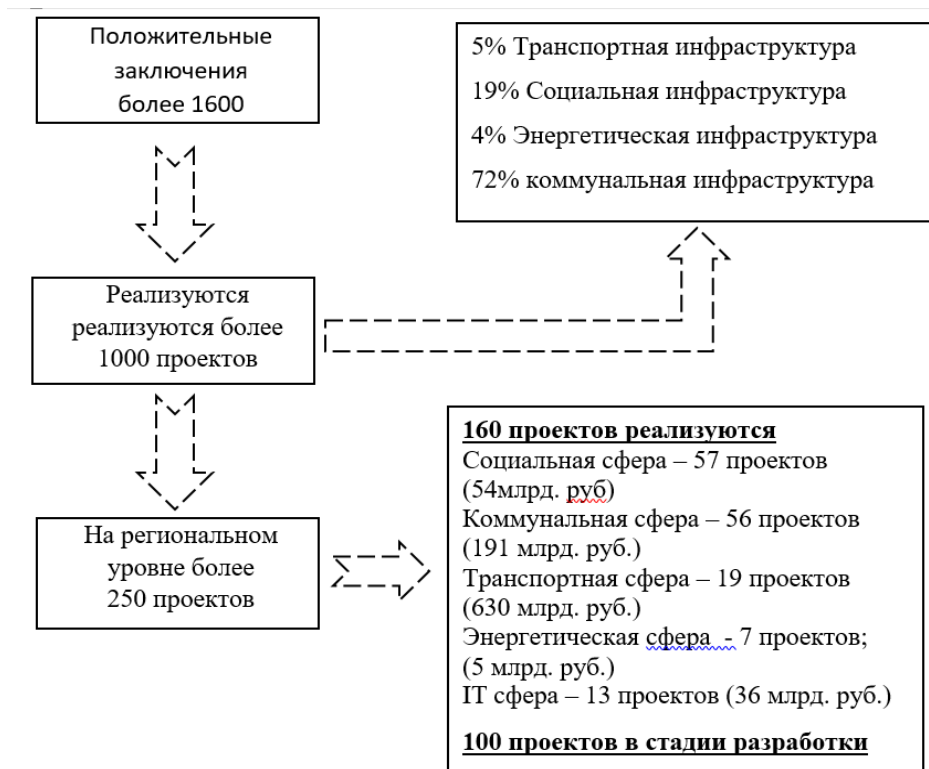 Положительные
заключения
более 1600
5% Транспортная инфраструктура
19% Социальная инфраструктура
4% Энергетическая инфраструктура
72% коммунальная инфраструктура
Реализуются
реализуются более
1000 проектов
На региональном
уровне более
250 проектов
160 проектов реализуются
Социальная сфера – 57 проектов
(54млрд. руб)
Коммунальная сфера – 56 проектов
(191 млрд. руб.)
Транспортная сфера – 19 проектов
(630 млрд. руб.)
Энергетическая сфера - 7 проектов;
(5 млрд. руб.)
IT сфера – 13 проектов (36 млрд. руб.)
100 проектов в стадии разработки